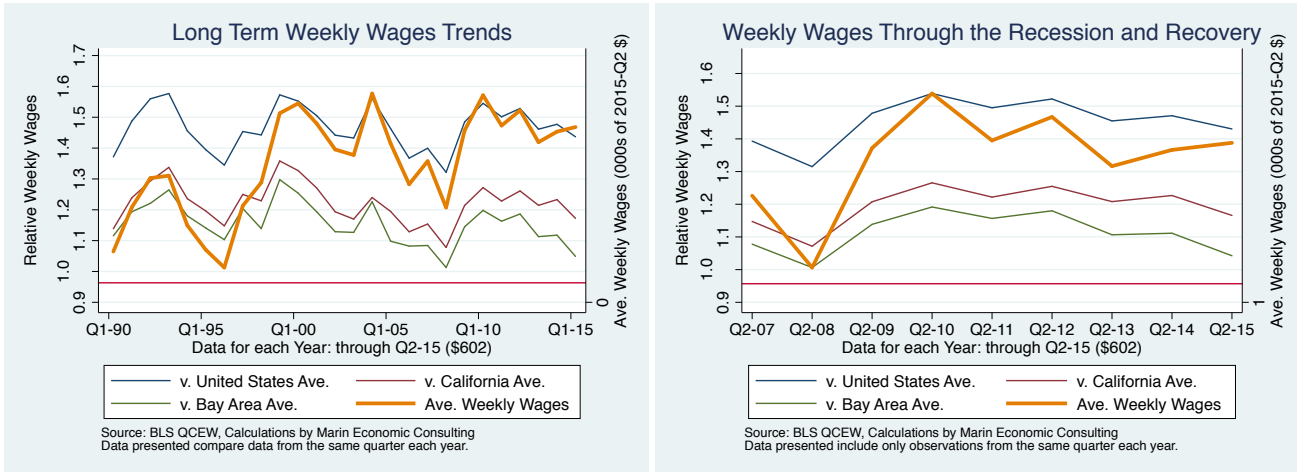 Long Term Weekly Wages Trends
Relative Weekly Wages
0.9 1.0 1.1 1.2 1.3 1.4 1.5 1.6 1.7
0
Ave. Weekly Wages (000s of 2015-Q2 $)
Q1-90 Q1-95 Q1-00 Q1-05 Q1-10 Q1-15
Data for each Year: through Q2-15 ($602)
v. United States Ave. v. California Ave.
v. Bay Area Ave. Ave. Weekly Wages
Source: BLS QCEW, Calculations by Marin Economic Consulting
Data presented compare data from the same quarter each year.
Weekly Wages Through the Recession and Recovery
Relative Weekly Wages
0.9 1.0 1.1 1.2 1.3 1.4 1.5 1.6
1
Ave. Weekly Wages (000s of 2015-Q2 $)
Q2-07 Q2-08 Q2-09 Q2-10 Q2-11 Q2-12 Q2-13 Q2-14 Q2-15
Data for each Year: through Q2-15 ($602)
v. United States Ave. v. California Ave.
v. Bay Area Ave. Ave. Weekly Wages
Source: BLS QCEW, Calculations by Marin Economic Consulting
Data presented include only observations from the same quarter each year.